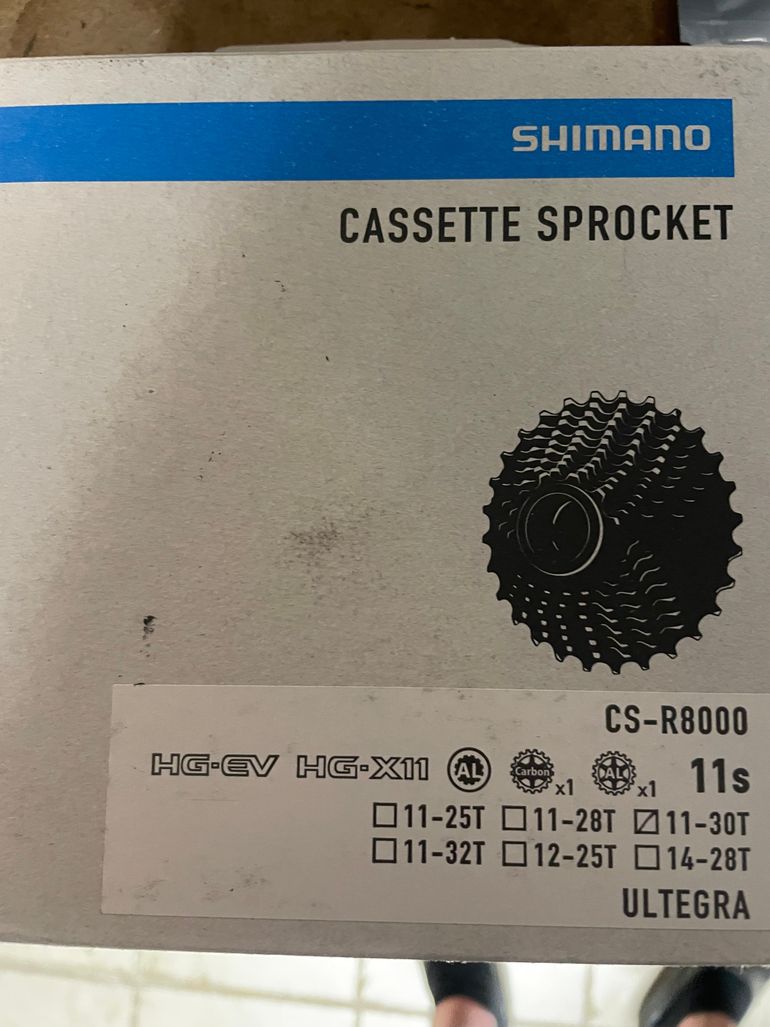 SHIMANO
CASSETTE SPROCKET
CS-R8000
HG-EV HG-X11 AL Carbon x1 AL x1 11s
11-25T 11-28T 11-30T
11-32T 12-25T 14-28T
ULTEGRA